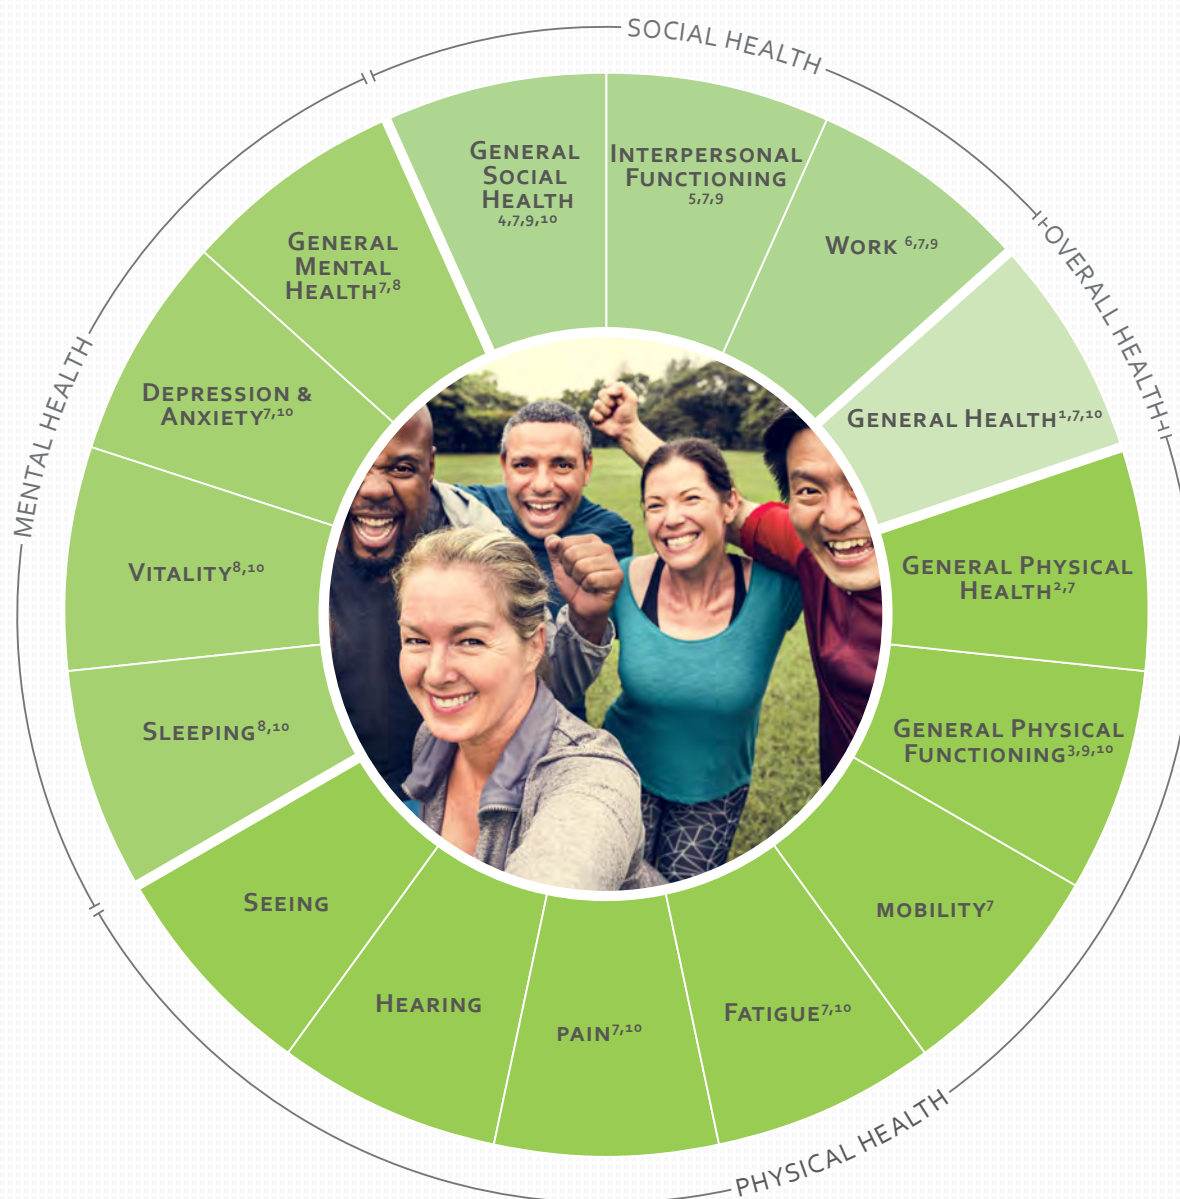 SOCIAL HEALTH
GENERAL
SOCIAL
HEALTH
4,7,9,10
INTERPERSONAL
FUNCTIONING
5,7,9
WORK 6,7,9
OVERALL HEALTH
GENERAL HEALTH1,7,10
GENERAL PHYSICAL
HEALTH2,7
GENERAL PHYSICAL
FUNCTIONING3,9,10
MOBILITY7
FATIGUE7,10
PAIN7,10
HEARING
SEEING
PHYSICAL HEALTH
SLEEPING8,10
VITALITY8,10
DEPRESSION &
ANXIETY7,10
GENERAL
MENTAL
HEALTH7,8
MENTAL HEALTH